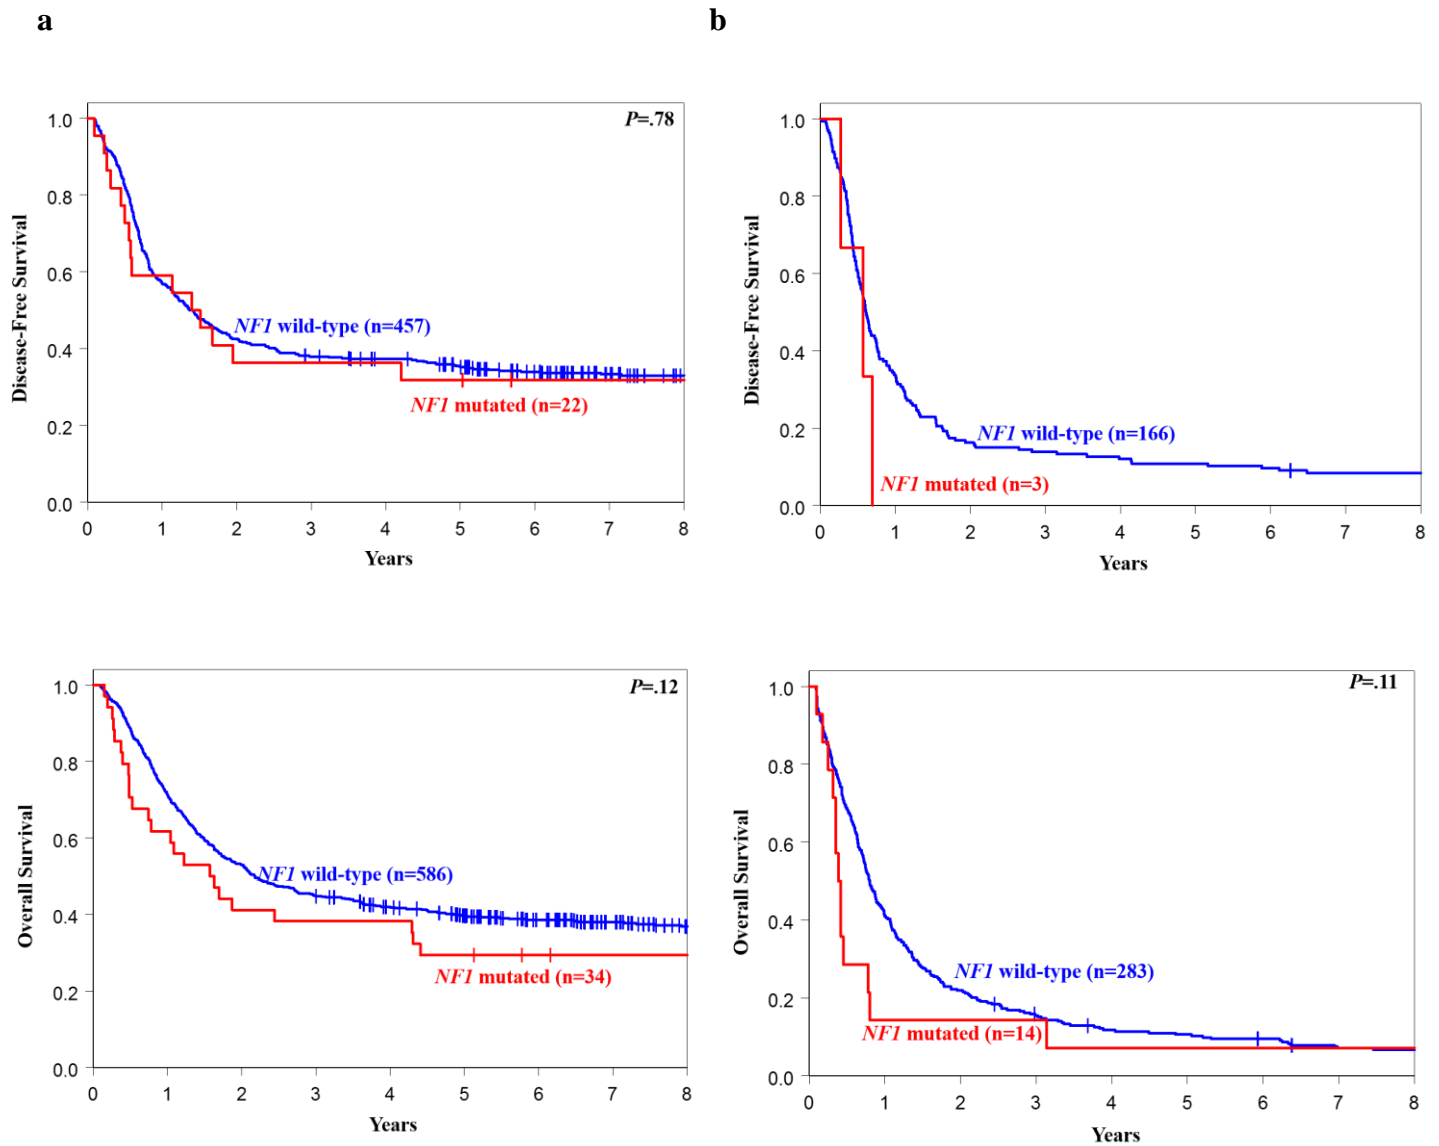 a
b
P=.78
1.0
0.8
0.6
0.4
0.2
0.0
Disease-Free Survival
NF1 wild-type (n=457)
NF1 mutated (n=22)
0 1 2 3 4 5 6 7 8
Years
1.0
0.8
0.6
0.4
0.2
0.0
Disease-Free Survival
NF1 wild-type (n=166)
NF1 mutated (n=3)
0 1 2 3 4 5 6 7 8
Years
P=.12
1.0
0.8
0.6
0.4
0.2
0.0
Overall Survival
NF1 wild-type (n=586)
NF1 mutated (n=34)
0 1 2 3 4 5 6 7 8
Years
P=.11
1.0
0.8
0.6
0.4
0.2
0.0
Overall Survival
NF1 wild-type (n=283)
NF1 mutated (n=14)
0 1 2 3 4 5 6 7 8
Years